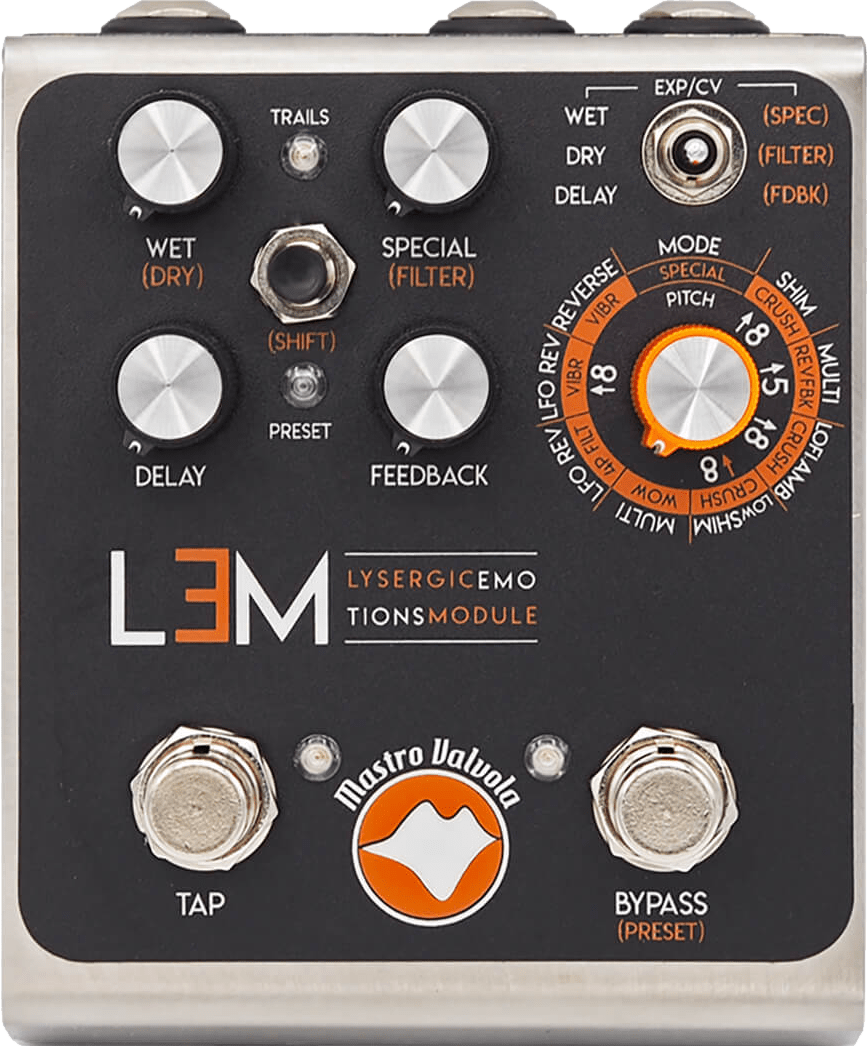 EXP/CV
TRAILS
WET (SPEC)
DRY (FILTER)
DELAY (FDBK)
WET
(DRY)
SPECIAL
(FILTER)
(SHIFT)
PRESET
DELAY
FEEDBACK
MODE
SPECIAL
PITCH
SHIM
CRUSH
↑8
MULTI
REVFBK
↑5
LOFI AMB
CRUSH
↑8
LOWSHIM
CRUSH
↓8
MULTI
WOW
LFO REV
4P FILT
LFO REV
VIBR
↑8
REVERSE
VIBR
L3M
LYSERGICEMO
TIONSMODULE
Mastro Valvola
TAP
BYPASS
(PRESET)